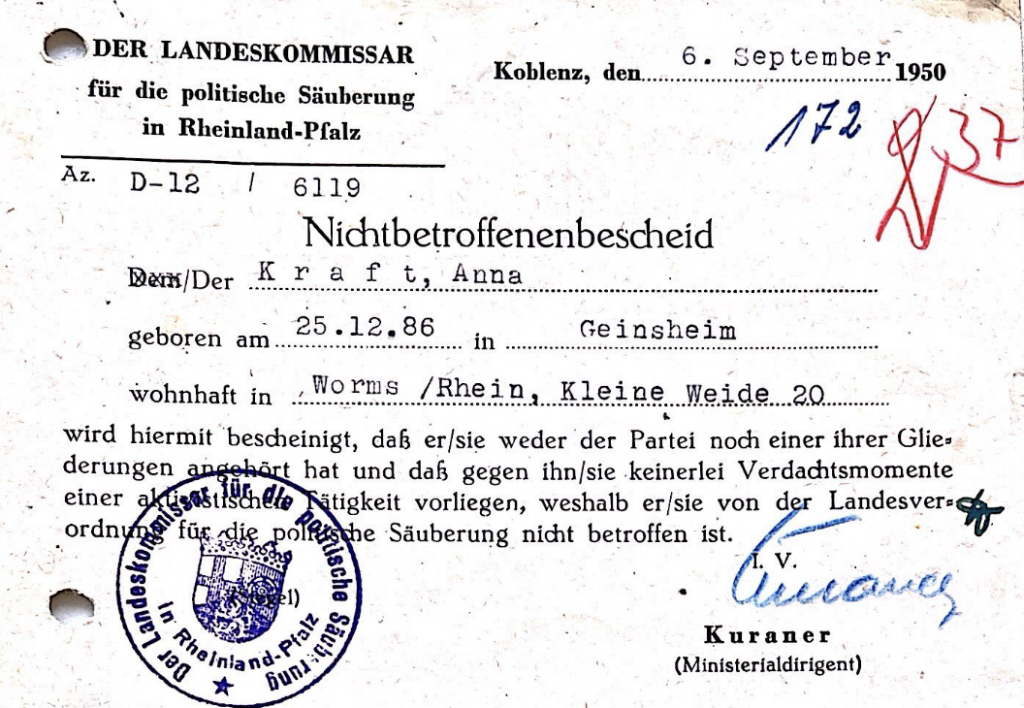 DER LANDESKOMMISSAR
für die politische Säuberung
in Rheinland-Pfalz
Koblenz, den 6. September 1950
172
37
Az. D-12 / 6119
Nichtbetroffenenbescheid
Dem/Der K r a f t, Anna
geboren am 25.12.86 in Geinsheim
wohnhaft in Worms /Rhein, Kleine Weide 20
wird hiermit bescheinigt, daß er/sie weder der Partei noch einer ihrer Glie=
derungen angehört hat und daß gegen ihn/sie keinerlei Verdachtsmomente
einer aktivistischen Tätigkeit vorliegen, weshalb er/sie von der Landesver=
ordnung für die politische Säuberung nicht betroffen ist.
I. V.
Kuraner
(Siegel)
Der Landeskommissar für die politische Säuberung
in Rheinland-Pfalz
Kuraner
(Ministerialdirigent)